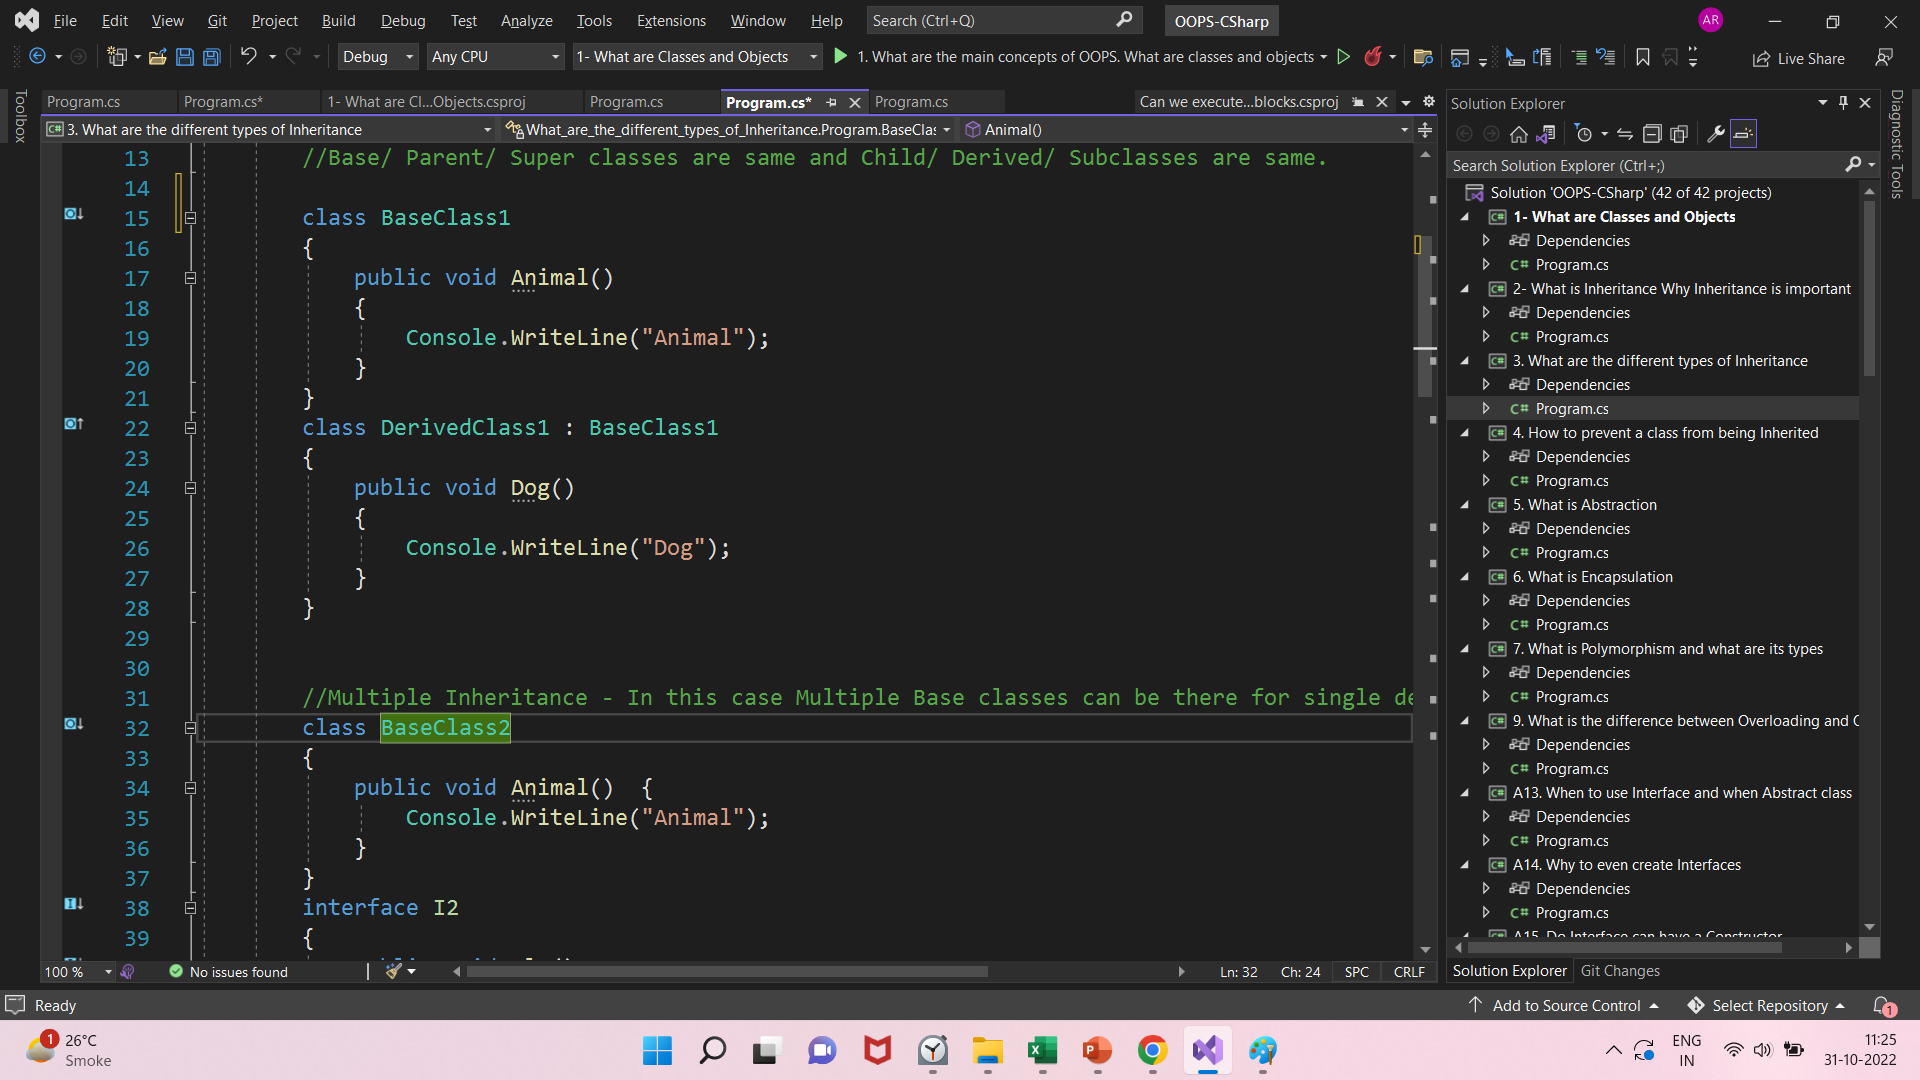 File Edit View Git Project Build Debug Test Analyze Tools Extensions Window Help Search (Ctrl+Q) OOPS-CSharp AR
Debug Any CPU 1- What are Classes and Objects 1. What are the main concepts of OOPS. What are classes and objects Live Share
Toolbox
Program.cs Program.cs* 1- What are Cl...Objects.csproj Program.cs Program.cs* Program.cs Can we execute...blocks.csproj
3. What are the different types of Inheritance What_are_the_different_types_of_Inheritance.Program.BaseClas Animal()
13 //Base/ Parent/ Super classes are same and Child/ Derived/ Subclasses are same.
14
15 class BaseClass1
16 {
17 public void Animal()
18 {
19 Console.WriteLine("Animal");
20 }
21 }
22 class DerivedClass1 : BaseClass1
23 {
24 public void Dog()
25 {
26 Console.WriteLine("Dog");
27 }
28 }
29
30
31 //Multiple Inheritance - In this case Multiple Base classes can be there for single de
32 class BaseClass2
33 {
34 public void Animal() {
35 Console.WriteLine("Animal");
36 }
37 }
38 interface I2
39 {
100 % No issues found Ln: 32 Ch: 24 SPC CRLF
Solution Explorer
Search Solution Explorer (Ctrl+;)
Solution 'OOPS-CSharp' (42 of 42 projects)
1- What are Classes and Objects
Dependencies
C# Program.cs
2- What is Inheritance Why Inheritance is important
Dependencies
C# Program.cs
3. What are the different types of Inheritance
Dependencies
C# Program.cs
4. How to prevent a class from being Inherited
Dependencies
C# Program.cs
5. What is Abstraction
Dependencies
C# Program.cs
6. What is Encapsulation
Dependencies
C# Program.cs
7. What is Polymorphism and what are its types
Dependencies
C# Program.cs
9. What is the difference between Overloading and O
Dependencies
C# Program.cs
A13. When to use Interface and when Abstract class
Dependencies
C# Program.cs
A14. Why to even create Interfaces
Dependencies
C# Program.cs
A15. Do Interface can have a Constructor
Solution Explorer Git Changes
Diagnostic Tools
Ready Add to Source Control Select Repository 1
1 26°C
Smoke
ENG
IN
11:25
31-10-2022